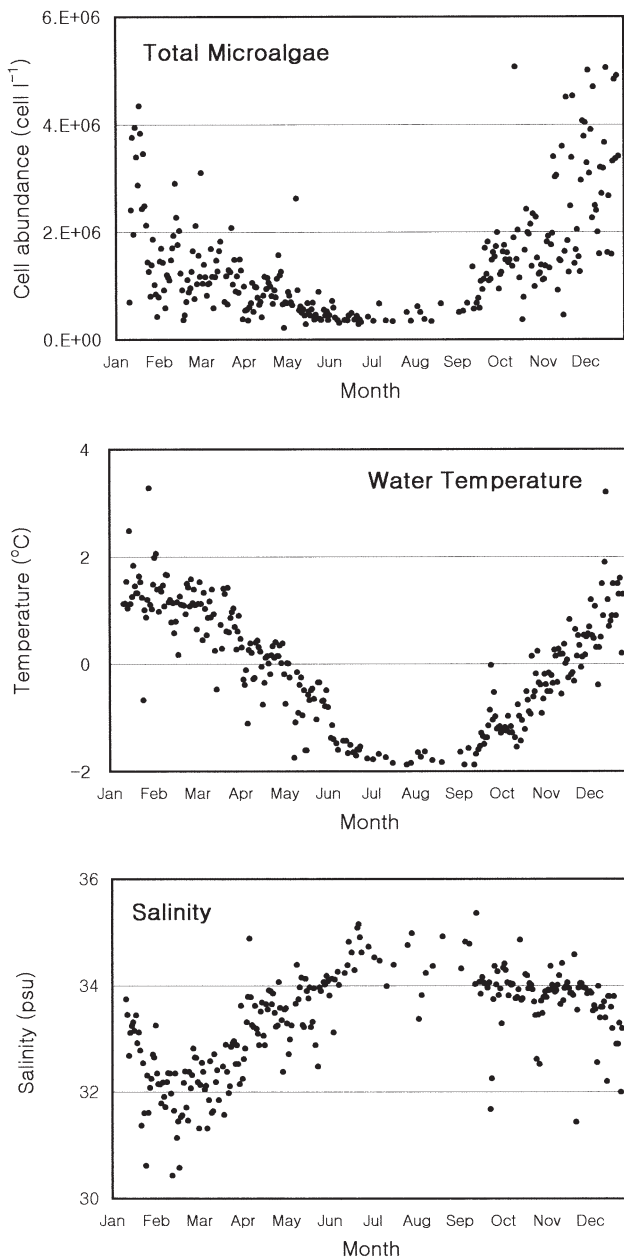 6.E+06
Total Microalgae
4.E+06
2.E+06
0.E+00
Cell abundance (cell l⁻¹)
Jan Feb Mar Apr May Jun Jul Aug Sep Oct Nov Dec
Month
4
Water Temperature
2
0
−2
Temperature (°C)
Jan Feb Mar Apr May Jun Jul Aug Sep Oct Nov Dec
Month
36
Salinity
34
32
30
Salinity (psu)
Jan Feb Mar Apr May Jun Jul Aug Sep Oct Nov Dec
Month